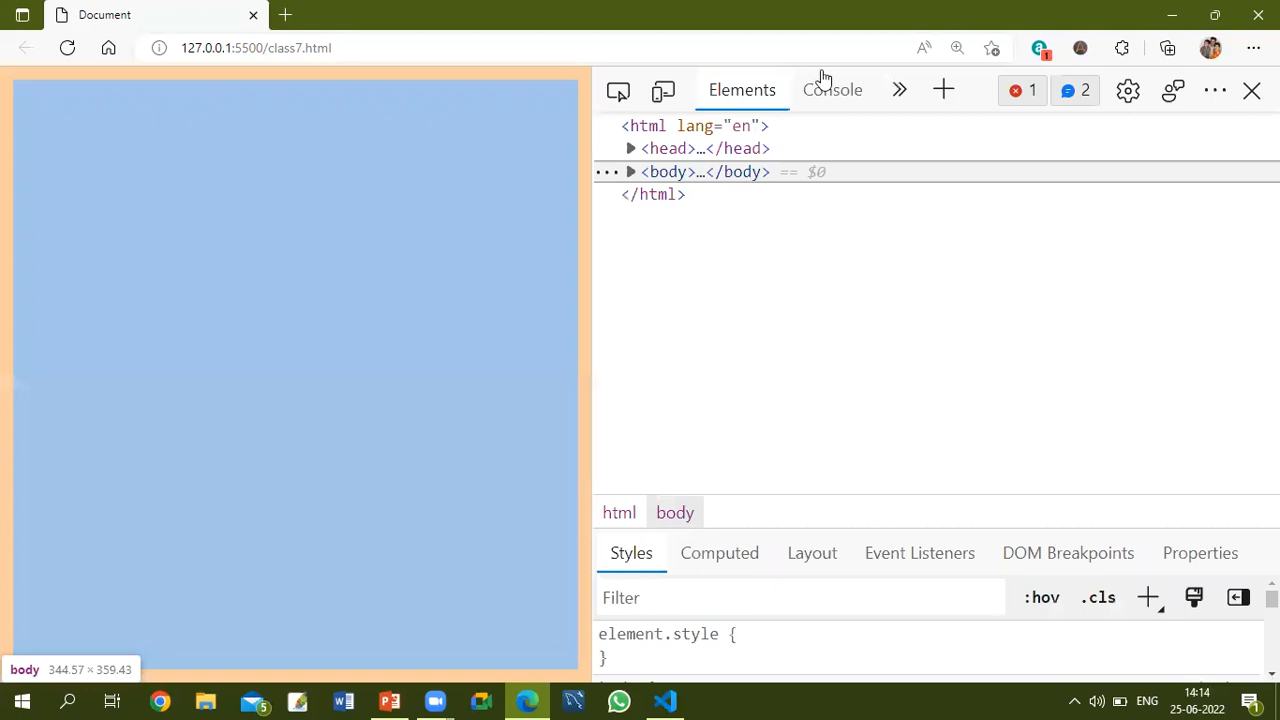 Document
127.0.0.1:5500/class7.html
Elements Console 1 2
<html lang="en">
<head>…</head>
<body>…</body> == $0
</html>
html body
Styles Computed Layout Event Listeners DOM Breakpoints Properties
Filter :hov .cls
element.style {
}
body 344.57 × 359.43
5 ENG 14:14 25-06-2022 1